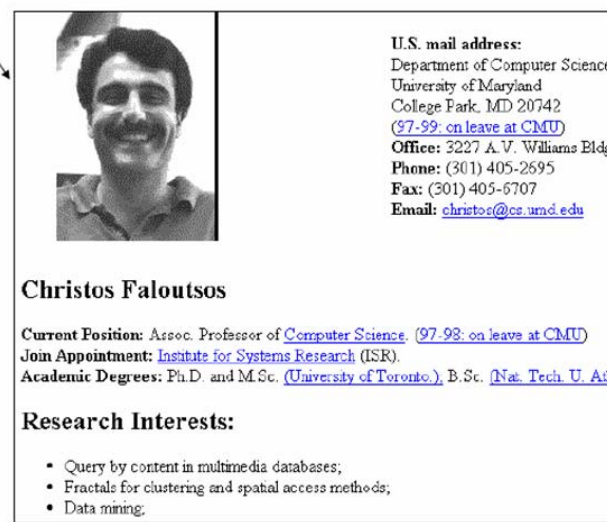 U.S. mail address:
Department of Computer Science
University of Maryland
College Park, MD 20742
(97-99: on leave at CMU)
Office: 3227 A.V. Williams Bldg
Phone: (301) 405-2695
Fax: (301) 405-6707
Email: christos@cs.umd.edu
Christos Faloutsos
Current Position: Assoc. Professor of Computer Science. (97-98: on leave at CMU)
Join Appointment: Institute for Systems Research (ISR).
Academic Degrees: Ph.D. and M.Sc. (University of Toronto.), B.Sc. (Nat. Tech. U. At
Research Interests:
• Query by content in multimedia databases;
• Fractals for clustering and spatial access methods;
• Data mining;